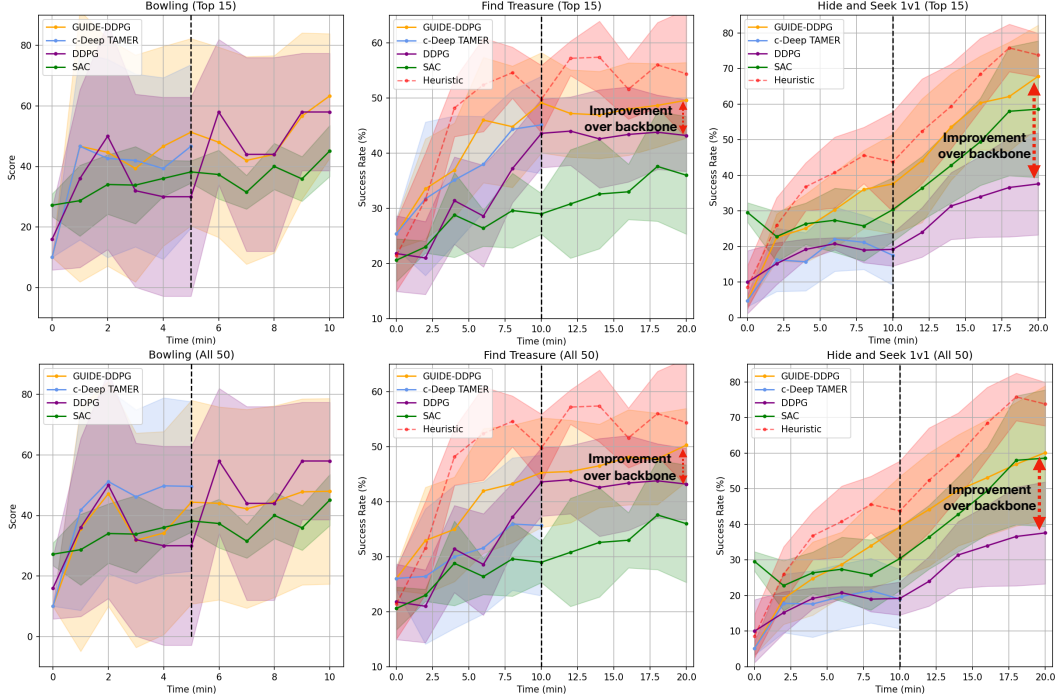 Bowling (Top 15)
GUIDE-DDPG
c-Deep TAMER
DDPG
SAC
Score
80
60
40
20
0
0
2
4
6
8
10
Time (min)
Find Treasure (Top 15)
GUIDE-DDPG
c-Deep TAMER
DDPG
SAC
Heuristic
Improvement
over backbone
Success Rate (%)
60
50
40
30
20
10
0.0
2.5
5.0
7.5
10.0
12.5
15.0
17.5
20.0
Time (min)
Hide and Seek 1v1 (Top 15)
GUIDE-DDPG
c-Deep TAMER
DDPG
SAC
Heuristic
Improvement
over backbone
Success Rate (%)
80
70
60
50
40
30
20
10
0
0.0
2.5
5.0
7.5
10.0
12.5
15.0
17.5
20.0
Time (min)
Bowling (All 50)
GUIDE-DDPG
c-Deep TAMER
DDPG
SAC
Score
80
60
40
20
0
0
2
4
6
8
10
Time (min)
Find Treasure (All 50)
GUIDE-DDPG
c-Deep TAMER
DDPG
SAC
Heuristic
Improvement
over backbone
Success Rate (%)
60
50
40
30
20
10
0.0
2.5
5.0
7.5
10.0
12.5
15.0
17.5
20.0
Time (min)
Hide and Seek 1v1 (All 50)
GUIDE-DDPG
c-Deep TAMER
DDPG
SAC
Heuristic
Improvement
over backbone
Success Rate (%)
80
70
60
50
40
30
20
10
0
0.0
2.5
5.0
7.5
10.0
12.5
15.0
17.5
20.0
Time (min)